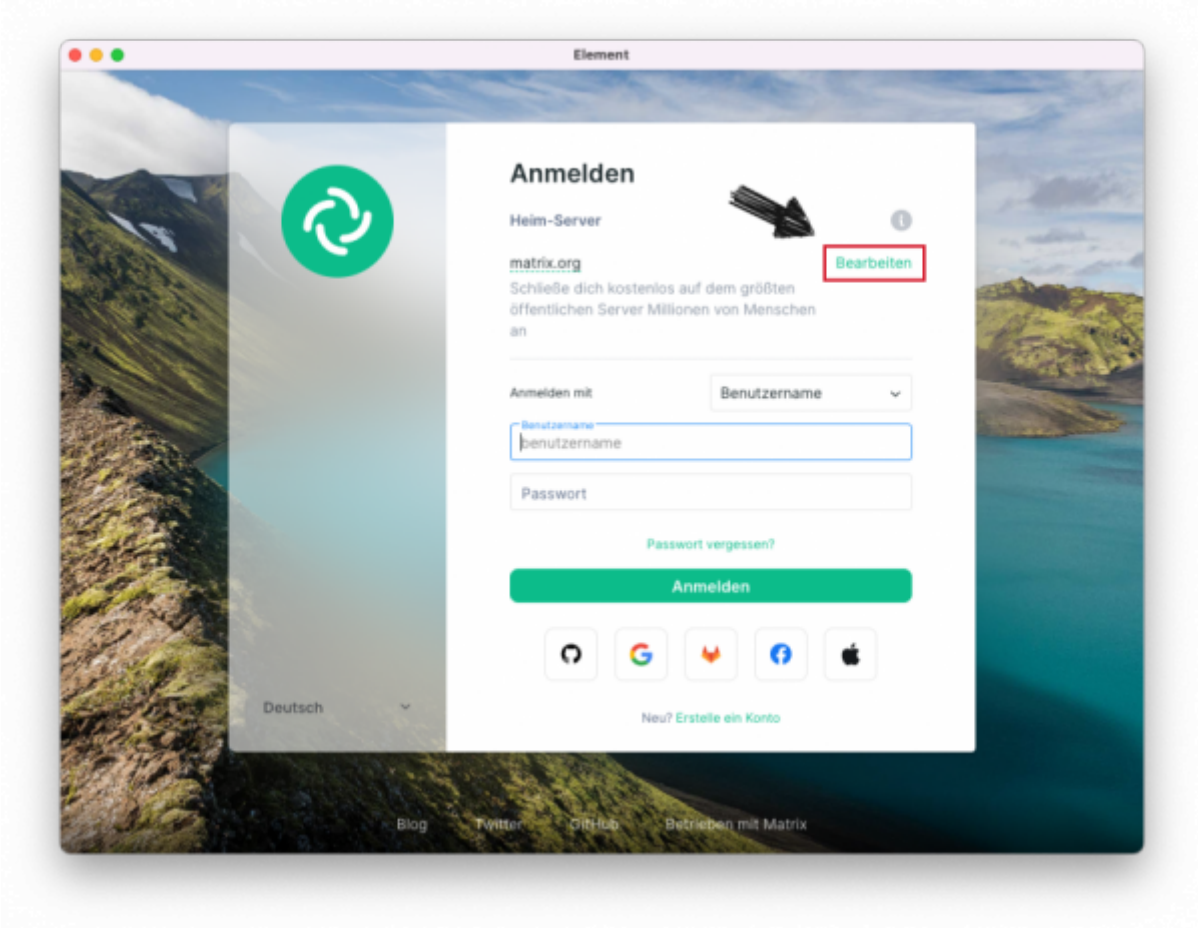 Element
Anmelden
Heim-Server
matrix.org
Bearbeiten
Schließe dich kostenlos auf dem größten
öffentlichen Server Millionen von Menschen
an
Anmelden mit
Benutzername
Benutzername
benutzername
Passwort
Passwort vergessen?
Anmelden
Deutsch
Neu? Erstelle ein Konto
Blog Twitter GitHub Betrieben mit Matrix